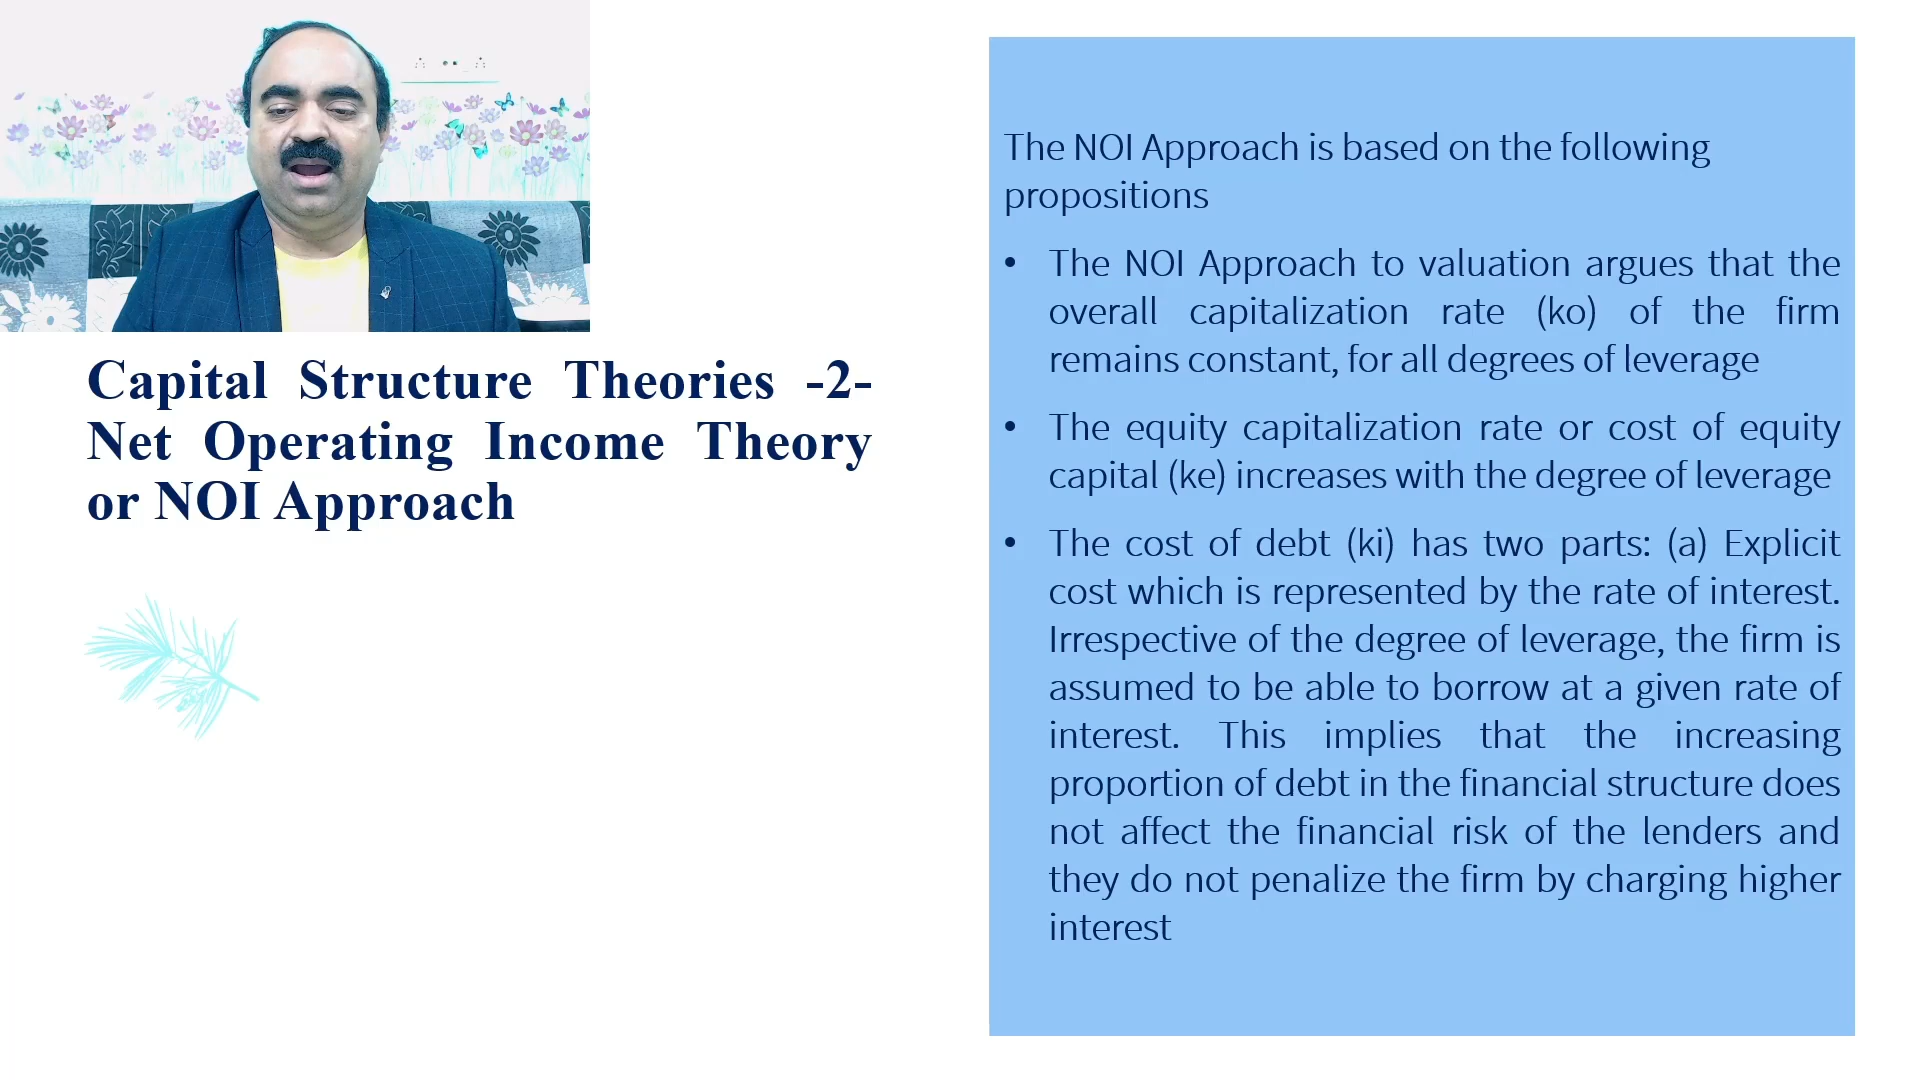 Capital Structure Theories -2-
Net Operating Income Theory
or NOI Approach
The NOI Approach is based on the following
propositions
• The NOI Approach to valuation argues that the
overall capitalization rate (ko) of the firm
remains constant, for all degrees of leverage
• The equity capitalization rate or cost of equity
capital (ke) increases with the degree of leverage
• The cost of debt (ki) has two parts: (a) Explicit
cost which is represented by the rate of interest.
Irrespective of the degree of leverage, the firm is
assumed to be able to borrow at a given rate of
interest. This implies that the increasing
proportion of debt in the financial structure does
not affect the financial risk of the lenders and
they do not penalize the firm by charging higher
interest